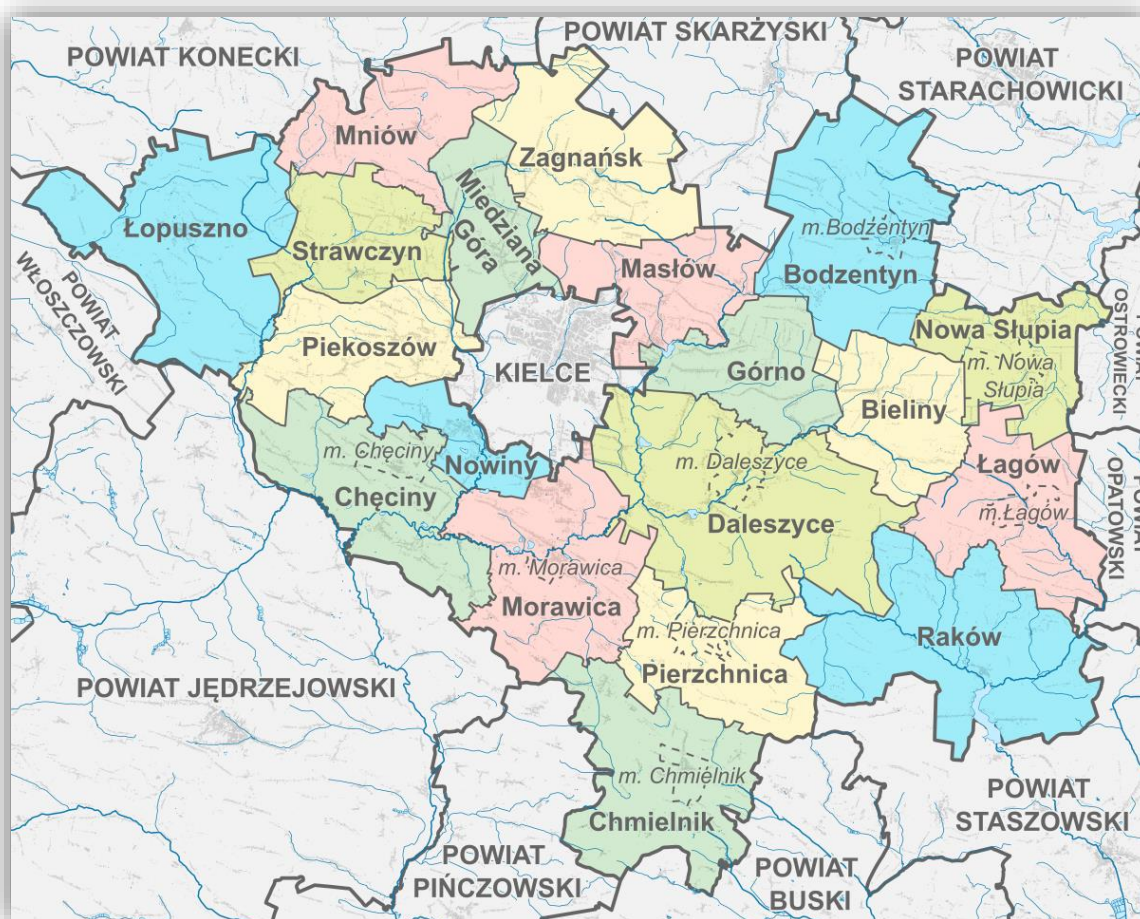 POWIAT KONECKI
POWIAT SKARŻYSKI
POWIAT
STARACHOWICKI
Mniów
Zagnańsk
Miedziana
Góra
Łopuszno
Strawczyn
Masłów
m.Bodzentyn
Bodzentyn
POWIAT
WŁOSZCZOWSKI
Piekoszów
KIELCE
Górno
Nowa Słupia
m. Nowa
Słupia
OSTROWIECKI
Bieliny
m. Chęciny
Nowiny
Chęciny
m. Daleszyce
Daleszyce
Łagów
m.Łagów
OPATOWSKI
m. Morawica
Morawica
m. Pierzchnica
Pierzchnica
Raków
POWIAT JĘDRZEJOWSKI
m. Chmielnik
Chmielnik
POWIAT
STASZOWSKI
POWIAT
PIŃCZOWSKI
POWIAT
BUSKI